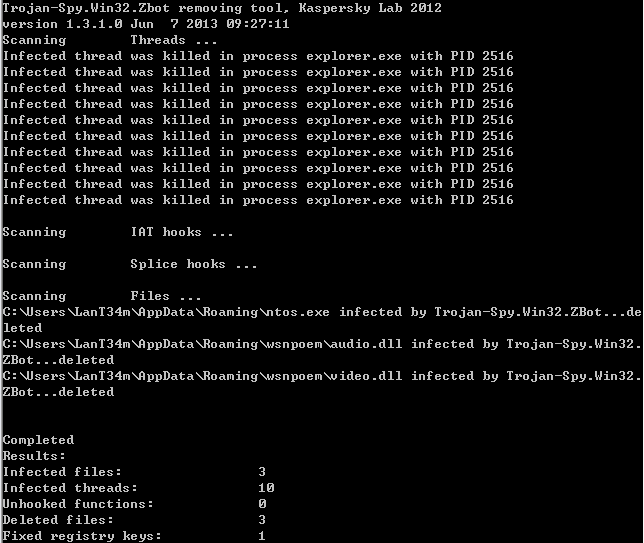 Trojan-Spy.Win32.Zbot removing tool, Kaspersky Lab 2012
version 1.3.1.0 Jun  7 2013 09:27:11
Scanning        Threads ...
Infected thread was killed in process explorer.exe with PID 2516
Infected thread was killed in process explorer.exe with PID 2516
Infected thread was killed in process explorer.exe with PID 2516
Infected thread was killed in process explorer.exe with PID 2516
Infected thread was killed in process explorer.exe with PID 2516
Infected thread was killed in process explorer.exe with PID 2516
Infected thread was killed in process explorer.exe with PID 2516
Infected thread was killed in process explorer.exe with PID 2516
Infected thread was killed in process explorer.exe with PID 2516
Infected thread was killed in process explorer.exe with PID 2516
Scanning        IAT hooks ...
Scanning        Splice hooks ...
Scanning        Files ...
C:\Users\LanT34m\AppData\Roaming\ntos.exe infected by Trojan-Spy.Win32.ZBot...de
leted
C:\Users\LanT34m\AppData\Roaming\wsnpoem\audio.dll infected by Trojan-Spy.Win32.
ZBot...deleted
C:\Users\LanT34m\AppData\Roaming\wsnpoem\video.dll infected by Trojan-Spy.Win32.
ZBot...deleted
Completed
Results:
Infected files:                 3
Infected threads:               10
Unhooked functions:             0
Deleted files:                  3
Fixed registry keys:            1